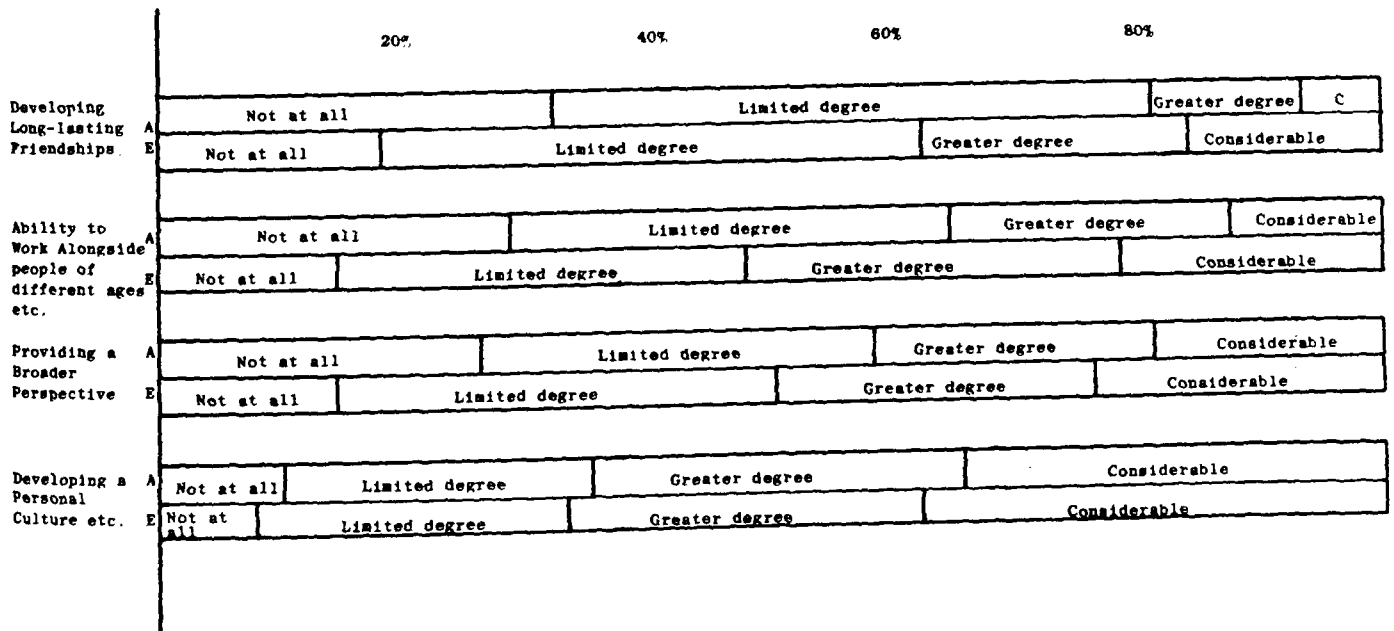 20% 40% 60% 80%
Developing
Long-lasting A
Friendships. E
Not at all Limited degree Greater degree C
Not at all Limited degree Greater degree Considerable
Ability to
Work Alongside A
people of
different ages E
etc.
Not at all Limited degree Greater degree Considerable
Not at all Limited degree Greater degree Considerable
Providing a A
Broader
Perspective E
Not at all Limited degree Greater degree Considerable
Not at all Limited degree Greater degree Considerable
Developing a A
Personal
Culture etc. E
Not at all Limited degree Greater degree Considerable
Not at
all Limited degree Greater degree Considerable